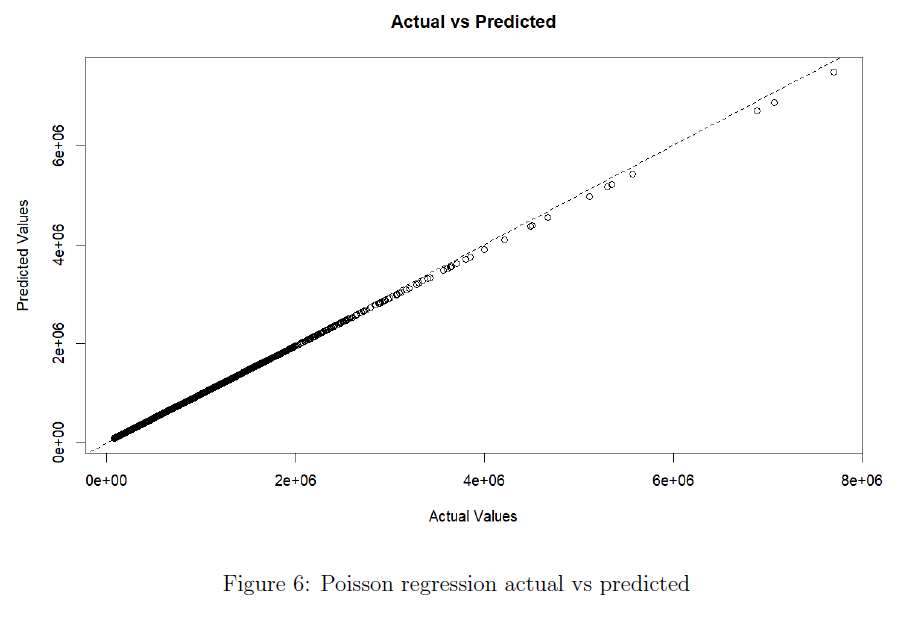 Actual vs Predicted
Predicted Values
6e+06
4e+06
2e+06
0e+00
0e+00 2e+06 4e+06 6e+06 8e+06
Actual Values
Figure 6: Poisson regression actual vs predicted